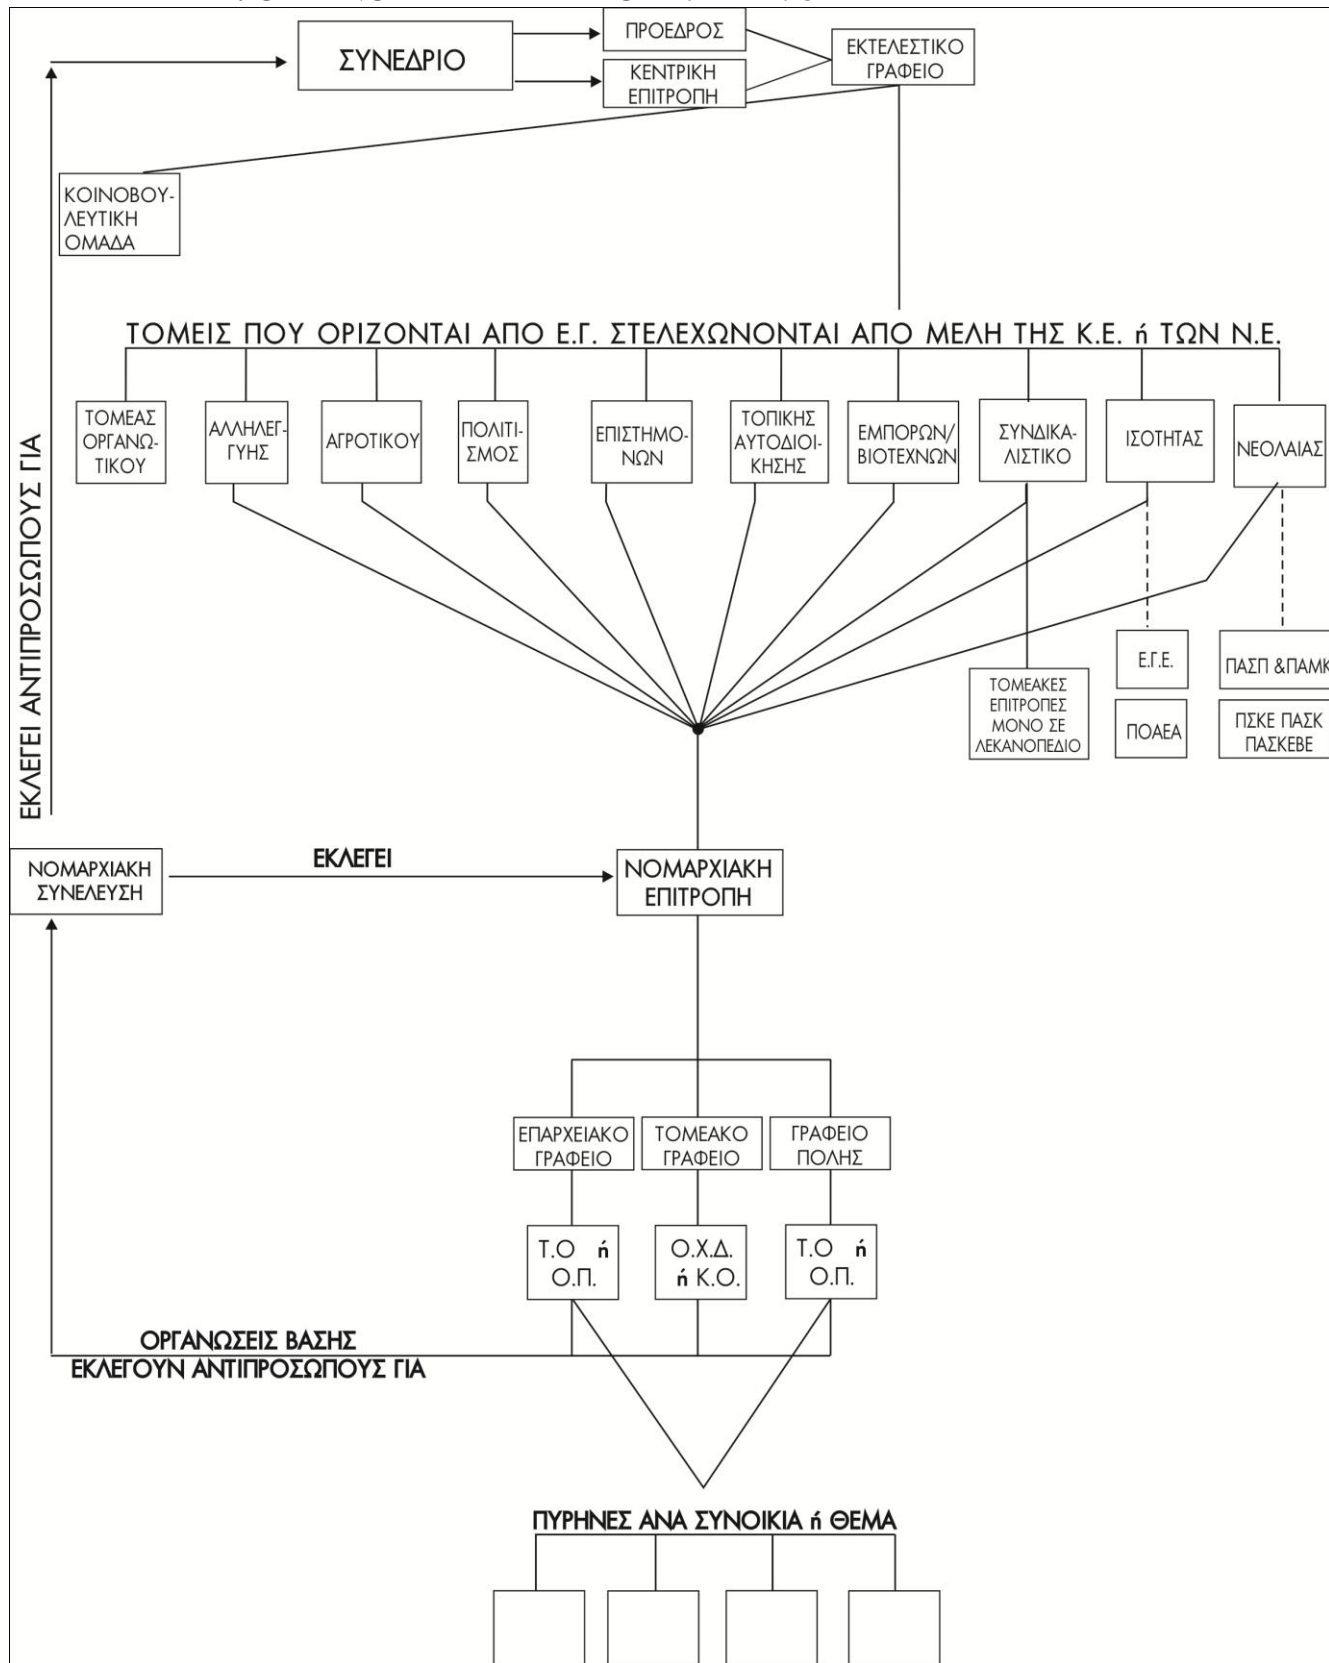 ΣΥΝΕΔΡΙΟ
ΠΡΟΕΔΡΟΣ
ΚΕΝΤΡΙΚΗ
ΕΠΙΤΡΟΠΗ
ΕΚΤΕΛΕΣΤΙΚΟ
ΓΡΑΦΕΙΟ
ΚΟΙΝΟΒΟΥ-
ΛΕΥΤΙΚΗ
ΟΜΑΔΑ
ΕΚΛΕΓΕΙ ΑΝΤΙΠΡΟΣΩΠΟΥΣ ΓΙΑ
ΤΟΜΕΙΣ ΠΟΥ ΟΡΙΖΟΝΤΑΙ ΑΠΟ Ε.Γ. ΣΤΕΛΕΧΩΝΟΝΤΑΙ ΑΠΟ ΜΕΛΗ ΤΗΣ Κ.Ε. ή ΤΩΝ Ν.Ε.
ΤΟΜΕΑΣ
ΟΡΓΑΝΩ-
ΤΙΚΟΥ
ΑΛΛΗΛΕΓ-
ΓΥΗΣ
ΑΓΡΟΤΙΚΟΥ
ΠΟΛΙΤΙ-
ΣΜΟΣ
ΕΠΙΣΤΗΜΟ-
ΝΩΝ
ΤΟΠΙΚΗΣ
ΑΥΤΟΔΙΟΙ-
ΚΗΣΗΣ
ΕΜΠΟΡΩΝ/
ΒΙΟΤΕΧΝΩΝ
ΣΥΝΔΙΚΑ-
ΛΙΣΤΙΚΟ
ΙΣΟΤΗΤΑΣ
ΝΕΟΛΑΙΑΣ
ΤΟΜΕΑΚΕΣ
ΕΠΙΤΡΟΠΕΣ
ΜΟΝΟ ΣΕ
ΛΕΚΑΝΟΠΕΔΙΟ
Ε.Γ.Ε.
ΠΟΑΕΑ
ΠΑΣΠ &ΠΑΜΚ
ΠΣΚΕ ΠΑΣΚ
ΠΑΣΚΕΒΕ
ΝΟΜΑΡΧΙΑΚΗ
ΣΥΝΕΛΕΥΣΗ
ΕΚΛΕΓΕΙ
ΝΟΜΑΡΧΙΑΚΗ
ΕΠΙΤΡΟΠΗ
ΕΠΑΡΧΕΙΑΚΟ
ΓΡΑΦΕΙΟ
ΤΟΜΕΑΚΟ
ΓΡΑΦΕΙΟ
ΓΡΑΦΕΙΟ
ΠΟΛΗΣ
Τ.Ο ή
Ο.Π.
Ο.Χ.Δ.
ή Κ.Ο.
Τ.Ο ή
Ο.Π.
ΟΡΓΑΝΩΣΕΙΣ ΒΑΣΗΣ
ΕΚΛΕΓΟΥΝ ΑΝΤΙΠΡΟΣΩΠΟΥΣ ΓΙΑ
ΠΥΡΗΝΕΣ ΑΝΑ ΣΥΝΟΙΚΙΑ ή ΘΕΜΑ